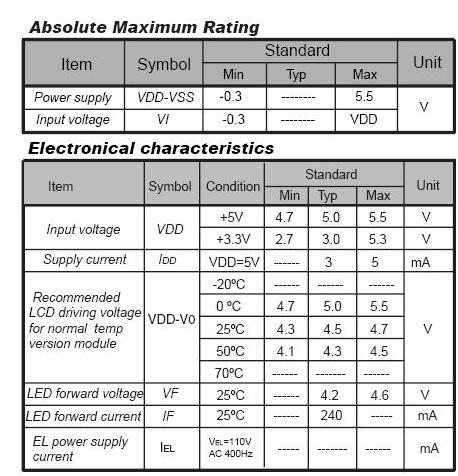 Absolute Maximum Rating
Item Symbol Standard Unit
Min Typ Max
Power supply VDD-VSS -0.3 -------- 5.5 V
Input voltage VI -0.3 -------- VDD
Electronical characteristics
Item Symbol Condition Standard Unit
Min Typ Max
Input voltage VDD +5V 4.7 5.0 5.5 V
+3.3V 2.7 3.0 5.3 V
Supply current IDD VDD=5V ------ 3 5 mA
Recommended LCD driving voltage for normal temp version module VDD-V0 -20ºC ------ ------ ------ V
0 ºC 4.7 5.0 5.5
25ºC 4.3 4.5 4.7
50ºC 4.1 4.3 4.5
70ºC ------ ------- ------
LED forward voltage VF 25ºC ------ 4.2 4.6 V
LED forward current IF 25ºC ------ 240 ----- mA
EL power supply current IEL VEL=110V AC 400Hz ----- ------- ----- mA